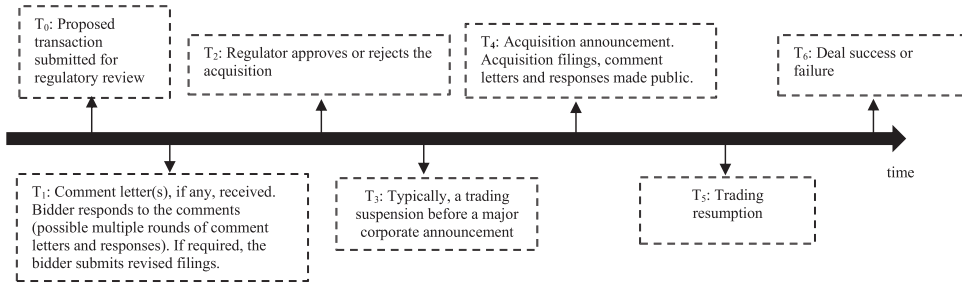 T₀: Proposed
transaction
submitted for
regulatory review
T₂: Regulator approves or rejects the
acquisition
T₄: Acquisition announcement.
Acquisition filings, comment
letters and responses made public.
T₆: Deal success or
failure
time
T₁: Comment letter(s), if any, received.
Bidder responds to the comments
(possible multiple rounds of comment
letters and responses). If required, the
bidder submits revised filings.
T₃: Typically, a trading
suspension before a major
corporate announcement
T₅: Trading
resumption